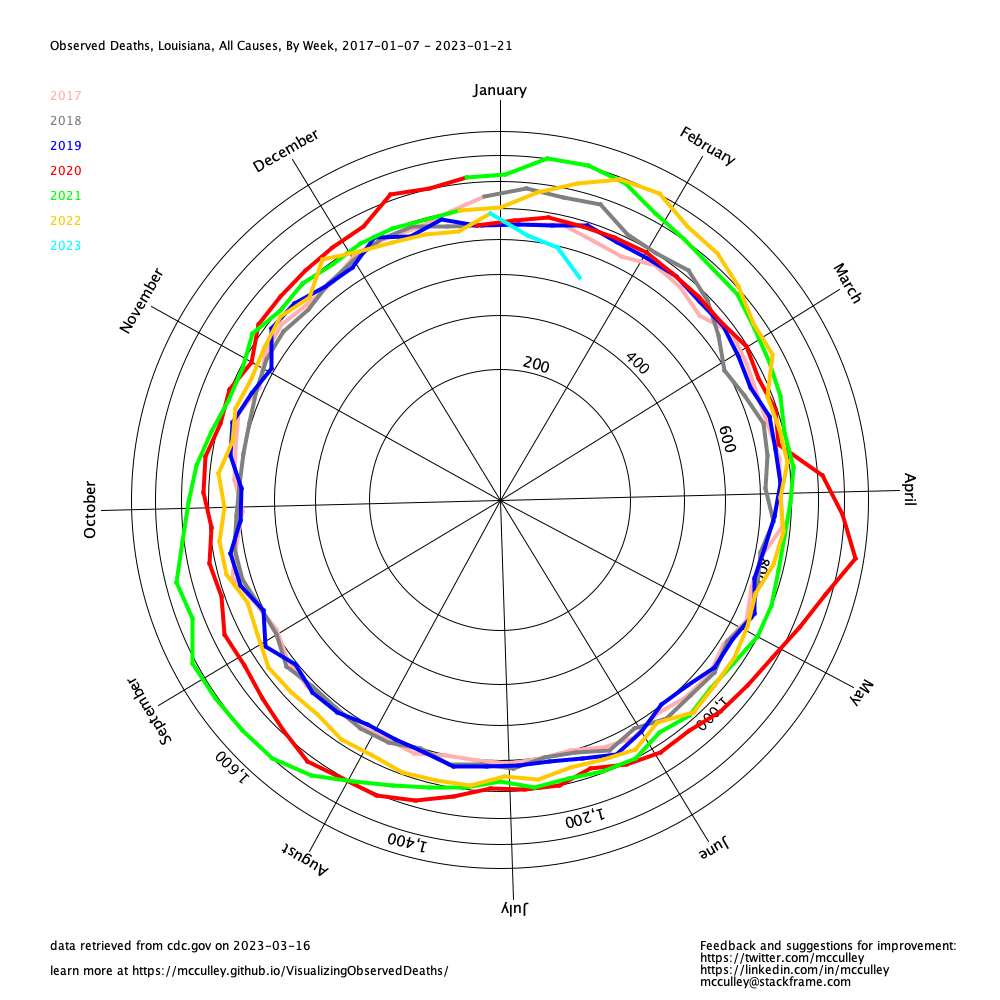 Observed Deaths, Louisiana, All Causes, By Week, 2017-01-07 - 2023-01-21
January
2017
2018
2019
2020
2021
2022
2023
December
February
November
March
200
400
600
October
April
800
September
May
1,000
1,600
1,200
1,400
August
June
July
data retrieved from cdc.gov on 2023-03-16
learn more at https://mcculley.github.io/VisualizingObservedDeaths/
Feedback and suggestions for improvement:
https://twitter.com/mcculley
https://linkedin.com/in/mcculley
mcculley@stackframe.com